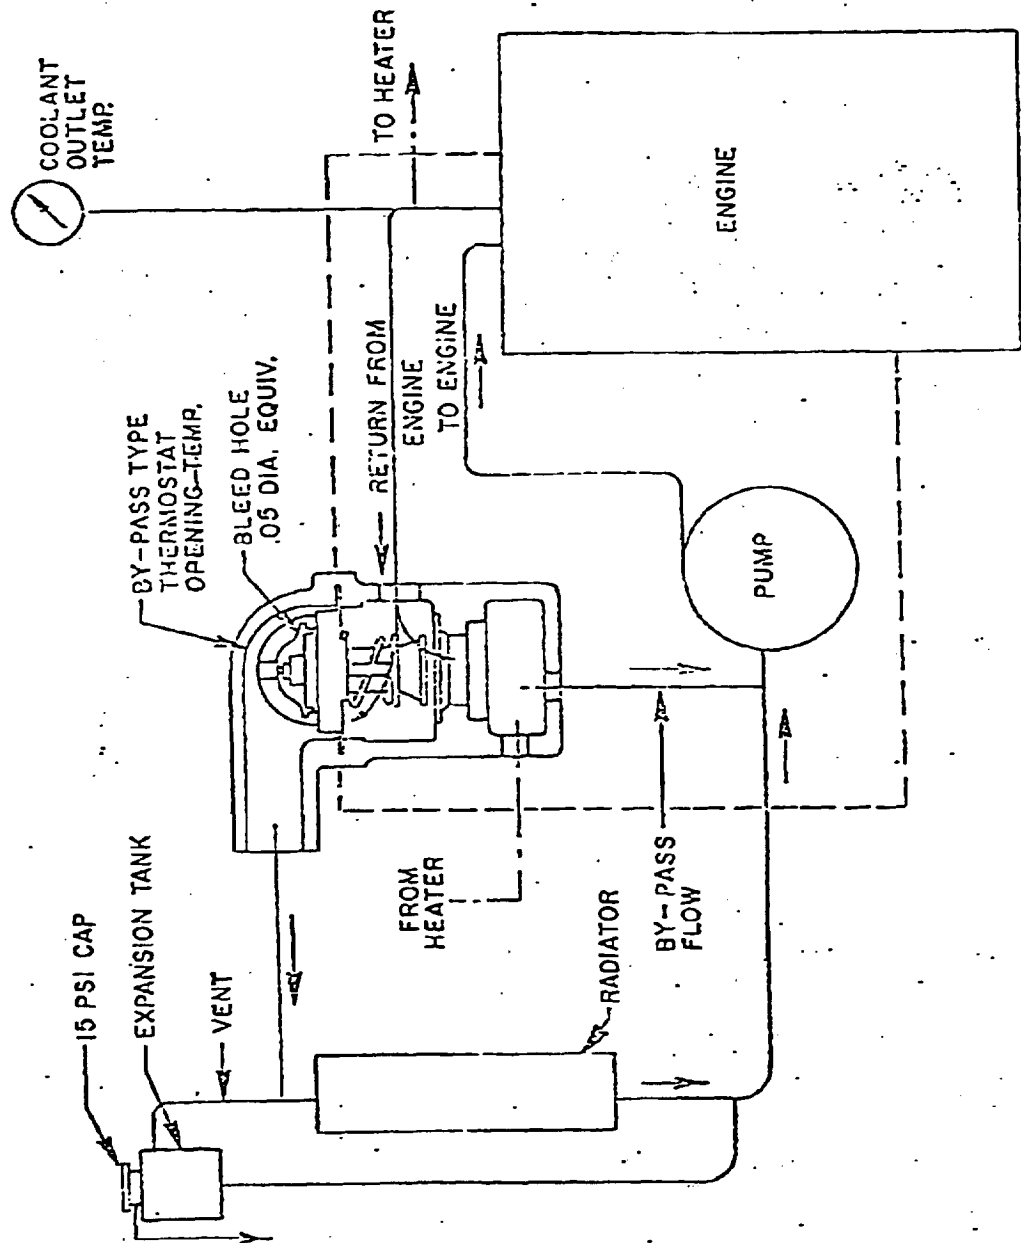 COOLANT
OUTLET
TEMP.
TO HEATER
ENGINE
BY-PASS TYPE
THERMOSTAT
OPENING-TEMP.
BLEED HOLE
.05 DIA. EQUIV.
RETURN FROM
ENGINE
TO ENGINE
PUMP
15 PSI CAP
EXPANSION TANK
VENT
FROM
HEATER
BY-PASS
FLOW
RADIATOR